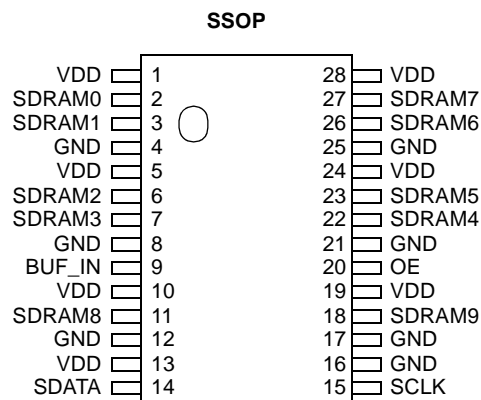 SSOP
VDD 1 28 VDD
SDRAM0 2 27 SDRAM7
SDRAM1 3 26 SDRAM6
GND 4 25 GND
VDD 5 24 VDD
SDRAM2 6 23 SDRAM5
SDRAM3 7 22 SDRAM4
GND 8 21 GND
BUF_IN 9 20 OE
VDD 10 19 VDD
SDRAM8 11 18 SDRAM9
GND 12 17 GND
VDD 13 16 GND
SDATA 14 15 SCLK